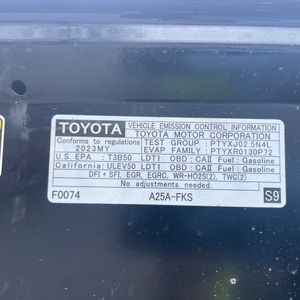 TOYOTA
VEHICLE EMISSION CONTROL INFORMATION
TOYOTA MOTOR CORPORATION
Conforms to regulations
2023MY
TEST GROUP : PTYXJ02.5N4L
EVAP FAMILY : PTYXR0130P72
U.S. EPA : T3B50 LDT1 OBD : CAII Fuel : Gasoline
California: ULEV50 LDT1 OBD : CAII Fuel : Gasoline
DFI + SFI, EGR, EGRC, WR-HO2S(2), TWC(2)
No adjustments needed.
F0074 A25A-FKS S9